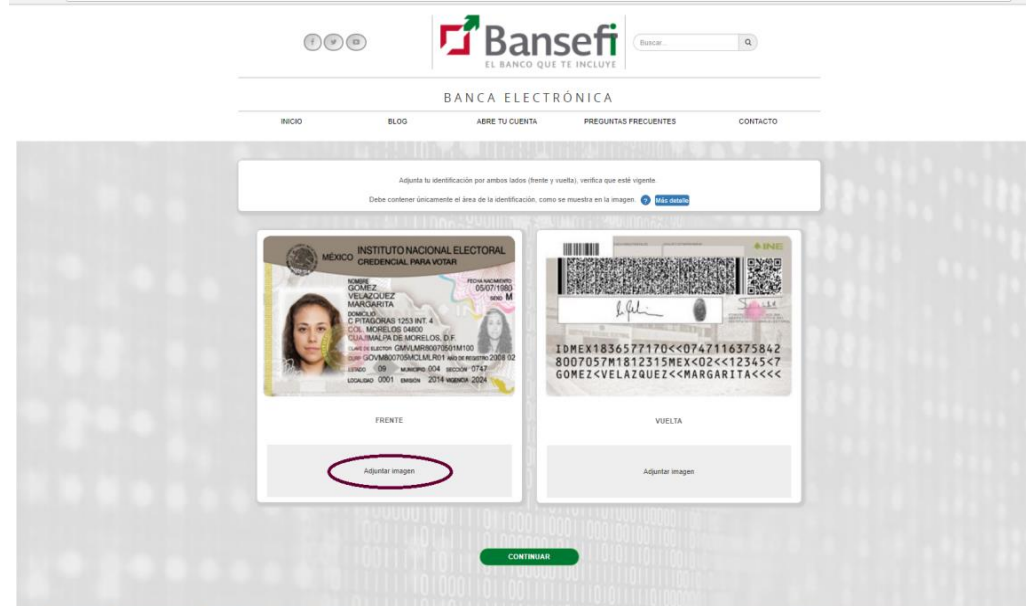 Bansefi
EL BANCO QUE TE INCLUYE
Buscar...
BANCA ELECTRÓNICA
INICIO
BLOG
ABRE TU CUENTA
PREGUNTAS FRECUENTES
CONTACTO
Adjunta tu identificación por ambos lados (frente y vuelta), verifica que esté vigente.
Debe contener únicamente el área de la identificación, como se muestra en la imagen. ? Más detalle
MÉXICO
INSTITUTO NACIONAL ELECTORAL
CREDENCIAL PARA VOTAR
NOMBRE
GOMEZ
VELAZQUEZ
MARGARITA
FECHA NACIMIENTO
05/07/1980
SEXO M
DOMICILIO
C PITAGORAS 1253 INT. 4
COL. MORELOS 04800
CUAJIMALPA DE MORELOS, D.F.
CLAVE DE ELECTOR GMVLMR80070501M100
CURP GOVM800705MCLMLR01 AÑO DE REGISTRO 2008 02
ESTADO 09 MUNICIPIO 004 SECCIÓN 0747
LOCALIDAD 0001 EMISIÓN 2014 VIGENCIA 2024
FRENTE
Adjuntar imagen
INE
IDMEX1836577170<<0747116375842
8007057M1812315MEX<02<<12345<7
GOMEZ<VELAZQUEZ<<MARGARITA<<<<
VUELTA
Adjuntar imagen
CONTINUAR